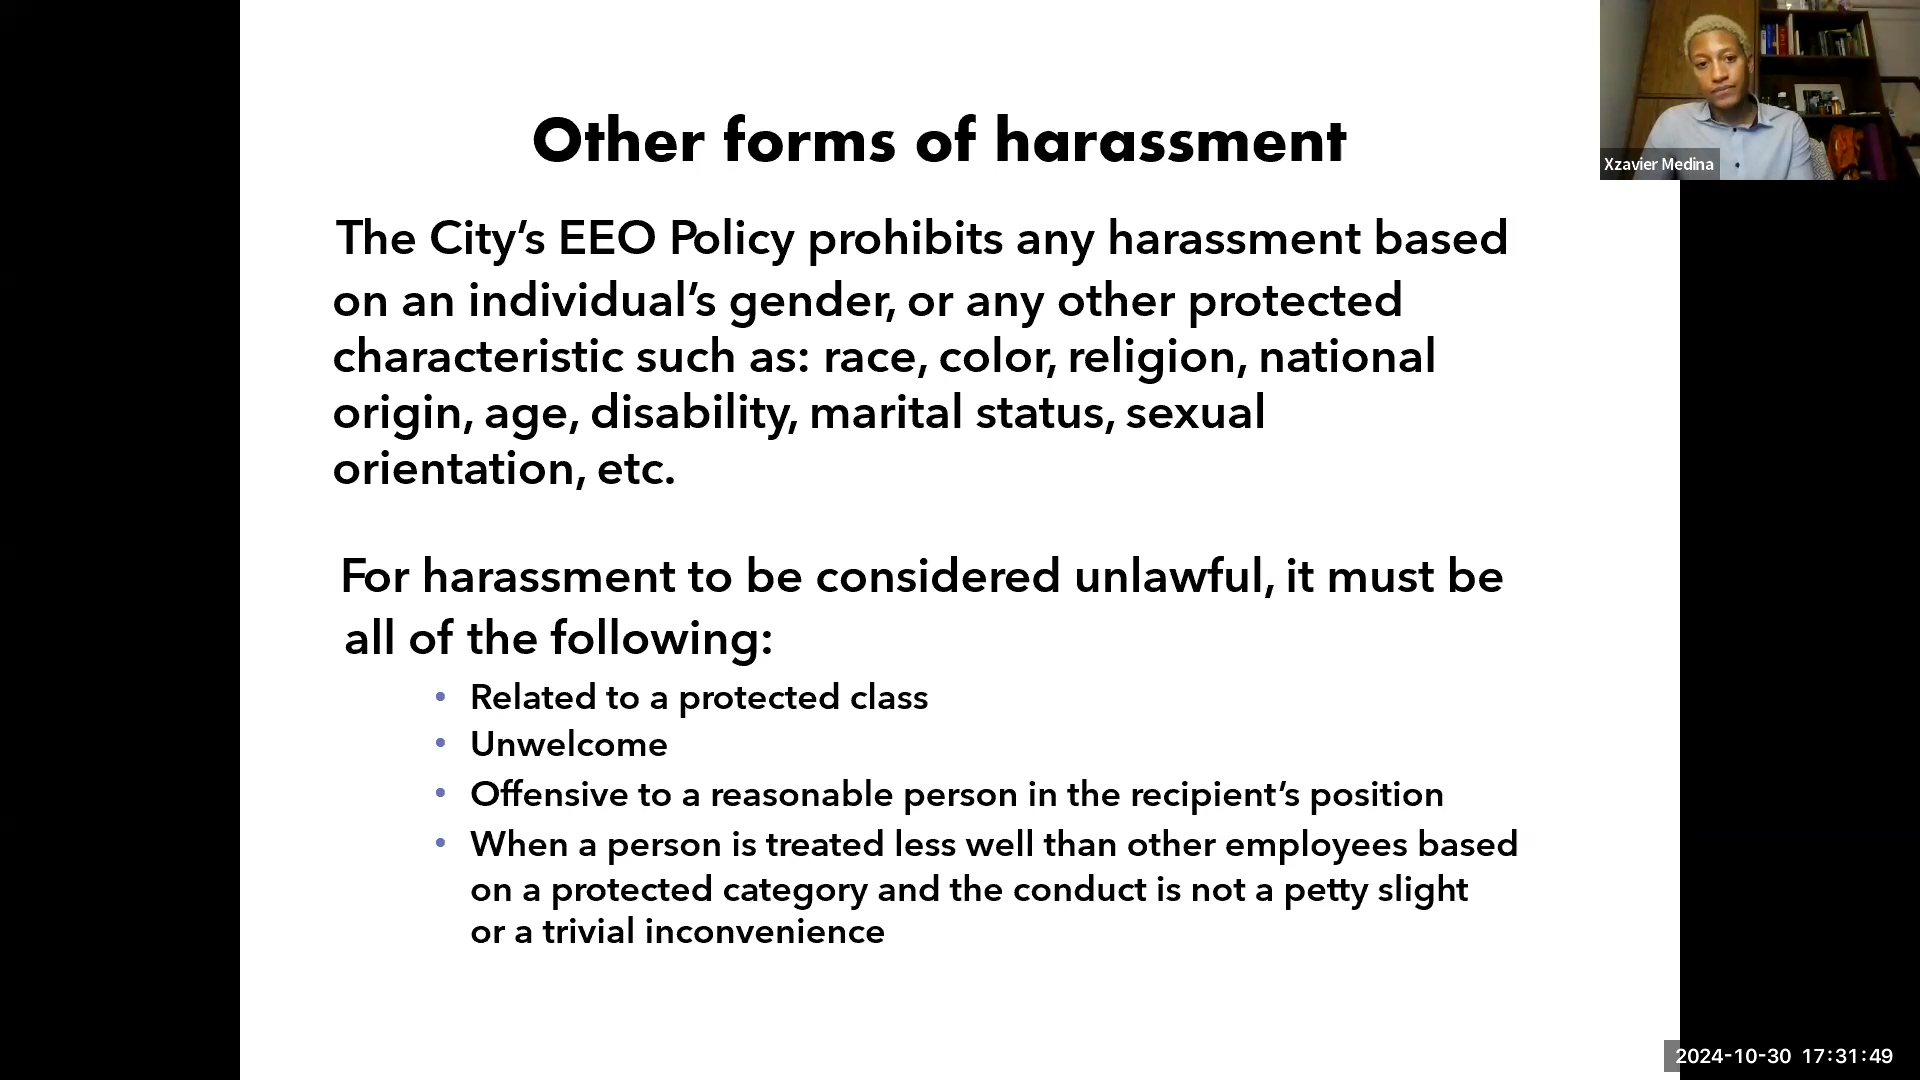 Other forms of harassment
The City’s EEO Policy prohibits any harassment based
on an individual’s gender, or any other protected
characteristic such as: race, color, religion, national
origin, age, disability, marital status, sexual
orientation, etc.
For harassment to be considered unlawful, it must be
all of the following:
• Related to a protected class
• Unwelcome
• Offensive to a reasonable person in the recipient’s position
• When a person is treated less well than other employees based
on a protected category and the conduct is not a petty slight
or a trivial inconvenience
Xzavier Medina
2024-10-30 17:31:49